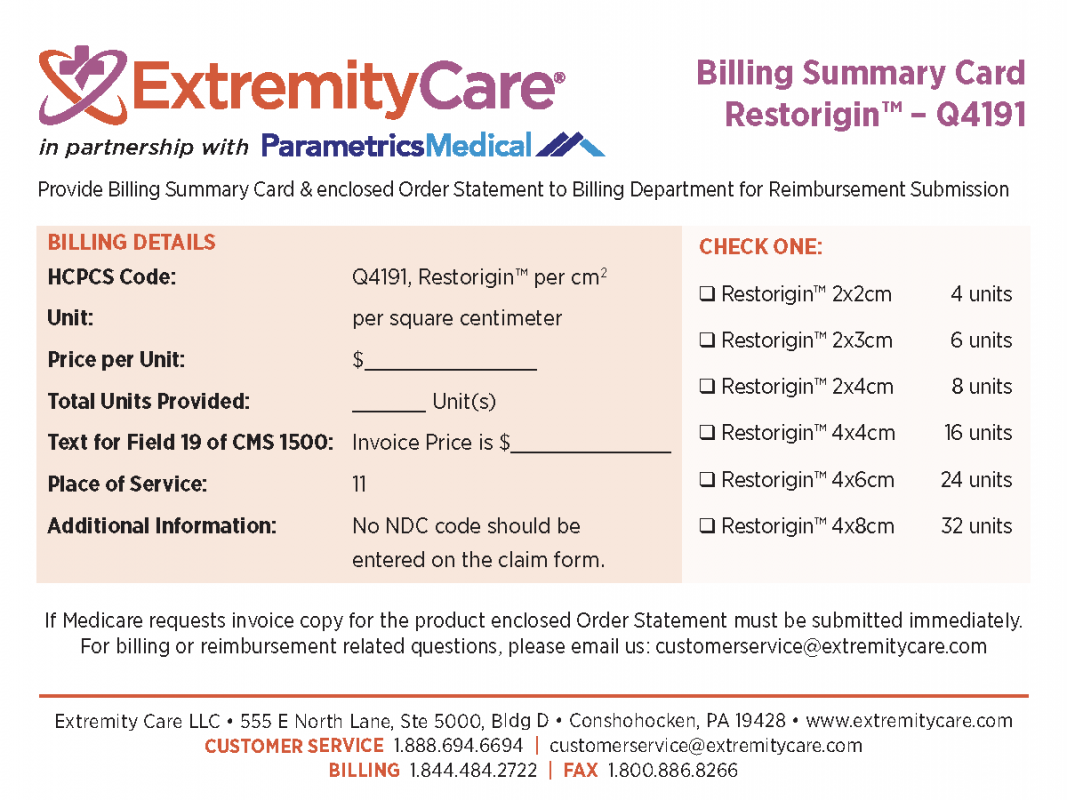 ExtremityCare®
in partnership with ParametricsMedical
Billing Summary Card
Restorigin™ – Q4191
Provide Billing Summary Card & enclosed Order Statement to Billing Department for Reimbursement Submission
BILLING DETAILS
HCPCS Code: Q4191, Restorigin™ per cm²
Unit: per square centimeter
Price per Unit: $_______________
Total Units Provided: ______ Unit(s)
Text for Field 19 of CMS 1500: Invoice Price is $______________
Place of Service: 11
Additional Information: No NDC code should be
entered on the claim form.
CHECK ONE:
❑ Restorigin™ 2x2cm 4 units
❑ Restorigin™ 2x3cm 6 units
❑ Restorigin™ 2x4cm 8 units
❑ Restorigin™ 4x4cm 16 units
❑ Restorigin™ 4x6cm 24 units
❑ Restorigin™ 4x8cm 32 units
If Medicare requests invoice copy for the product enclosed Order Statement must be submitted immediately.
For billing or reimbursement related questions, please email us: customerservice@extremitycare.com
Extremity Care LLC • 555 E North Lane, Ste 5000, Bldg D • Conshohocken, PA 19428 • www.extremitycare.com
CUSTOMER SERVICE 1.888.694.6694 | customerservice@extremitycare.com
BILLING 1.844.484.2722 | FAX 1.800.886.8266